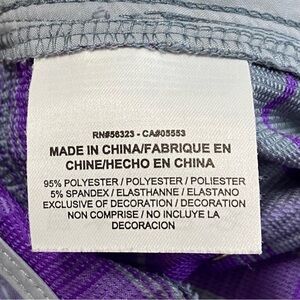 RN#56323 - CA#05553
MADE IN CHINA/FABRIQUE EN
CHINE/HECHO EN CHINA
95% POLYESTER / POLYESTER / POLIESTER
5% SPANDEX / ELASTHANNE / ELASTANO
EXCLUSIVE OF DECORATION / DECORATION
NON COMPRISE / NO INCLUYE LA
DECORACION